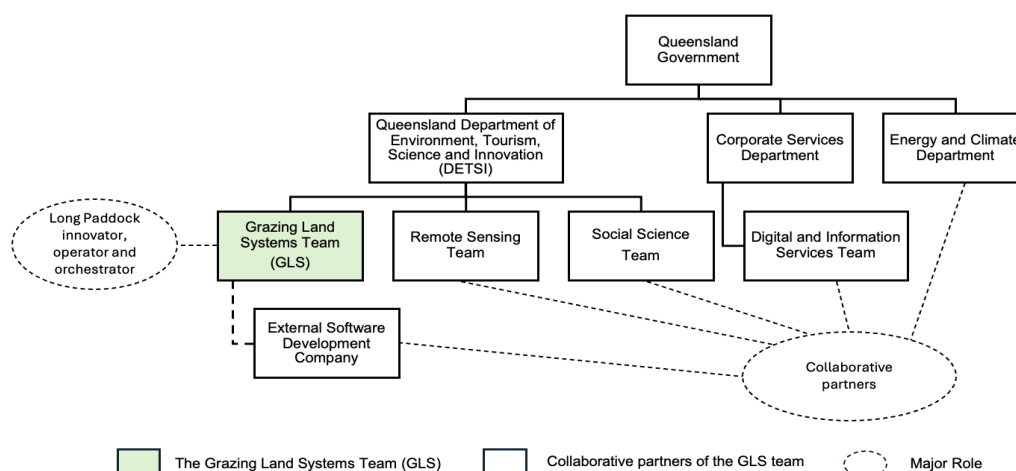 Queensland
Government
Queensland Department of
Environment, Tourism,
Science and Innovation
(DETSI)
Corporate Services
Department
Energy and Climate
Department
Long Paddock
innovator,
operator and
orchestrator
Grazing Land
Systems Team
(GLS)
Remote Sensing
Team
Social Science
Team
Digital and Information
Services Team
External Software
Development
Company
Collaborative
partners
The Grazing Land Systems Team (GLS)
Collaborative partners of the GLS team
Major Role